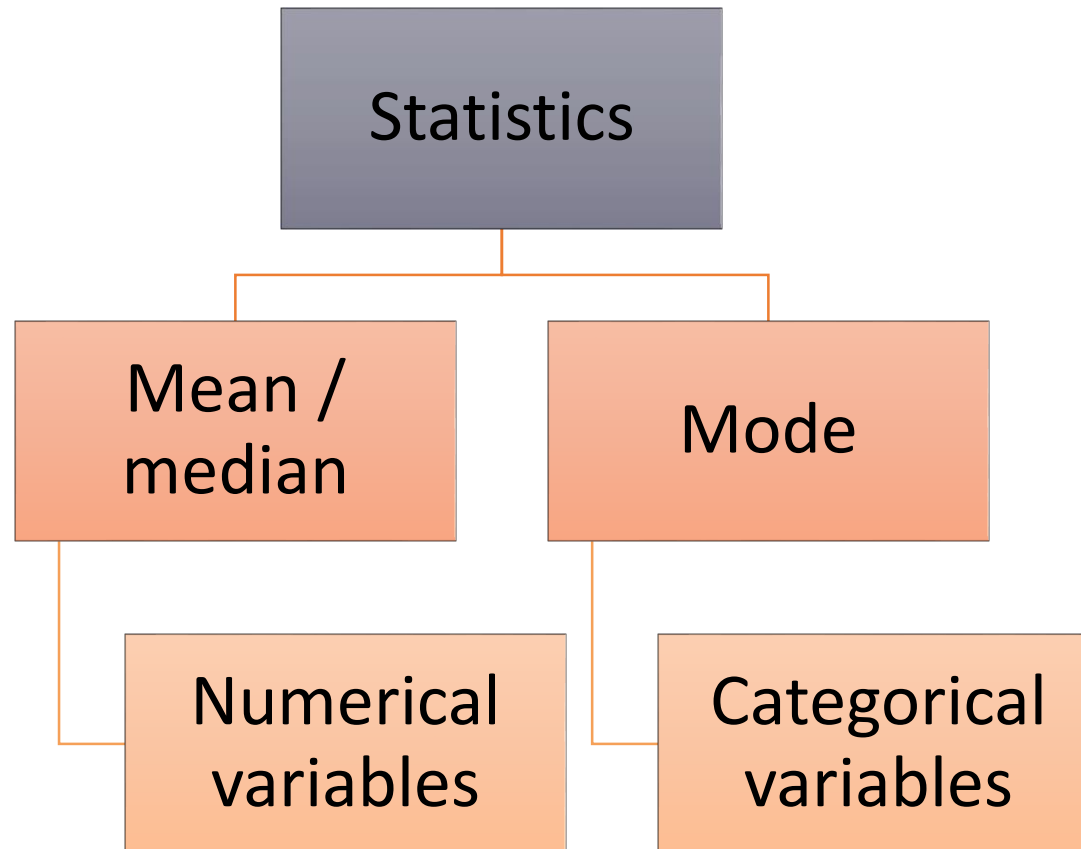 Statistics
Mean /
median
Mode
Numerical
variables
Categorical
variables